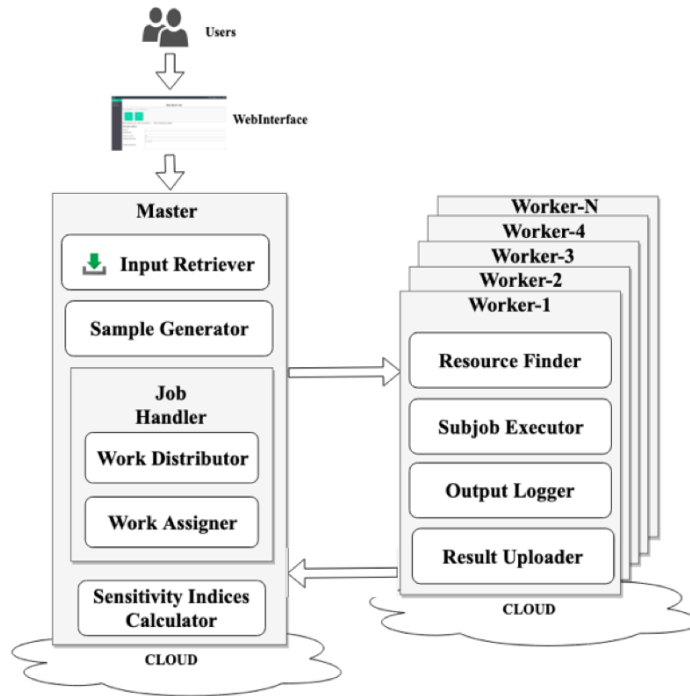 Users
WebInterface
Master
Input Retriever
Sample Generator
Job
Handler
Work Distributor
Work Assigner
Sensitivity Indices
Calculator
CLOUD
Worker-N
Worker-4
Worker-3
Worker-2
Worker-1
Resource Finder
Subjob Executor
Output Logger
Result Uploader
CLOUD